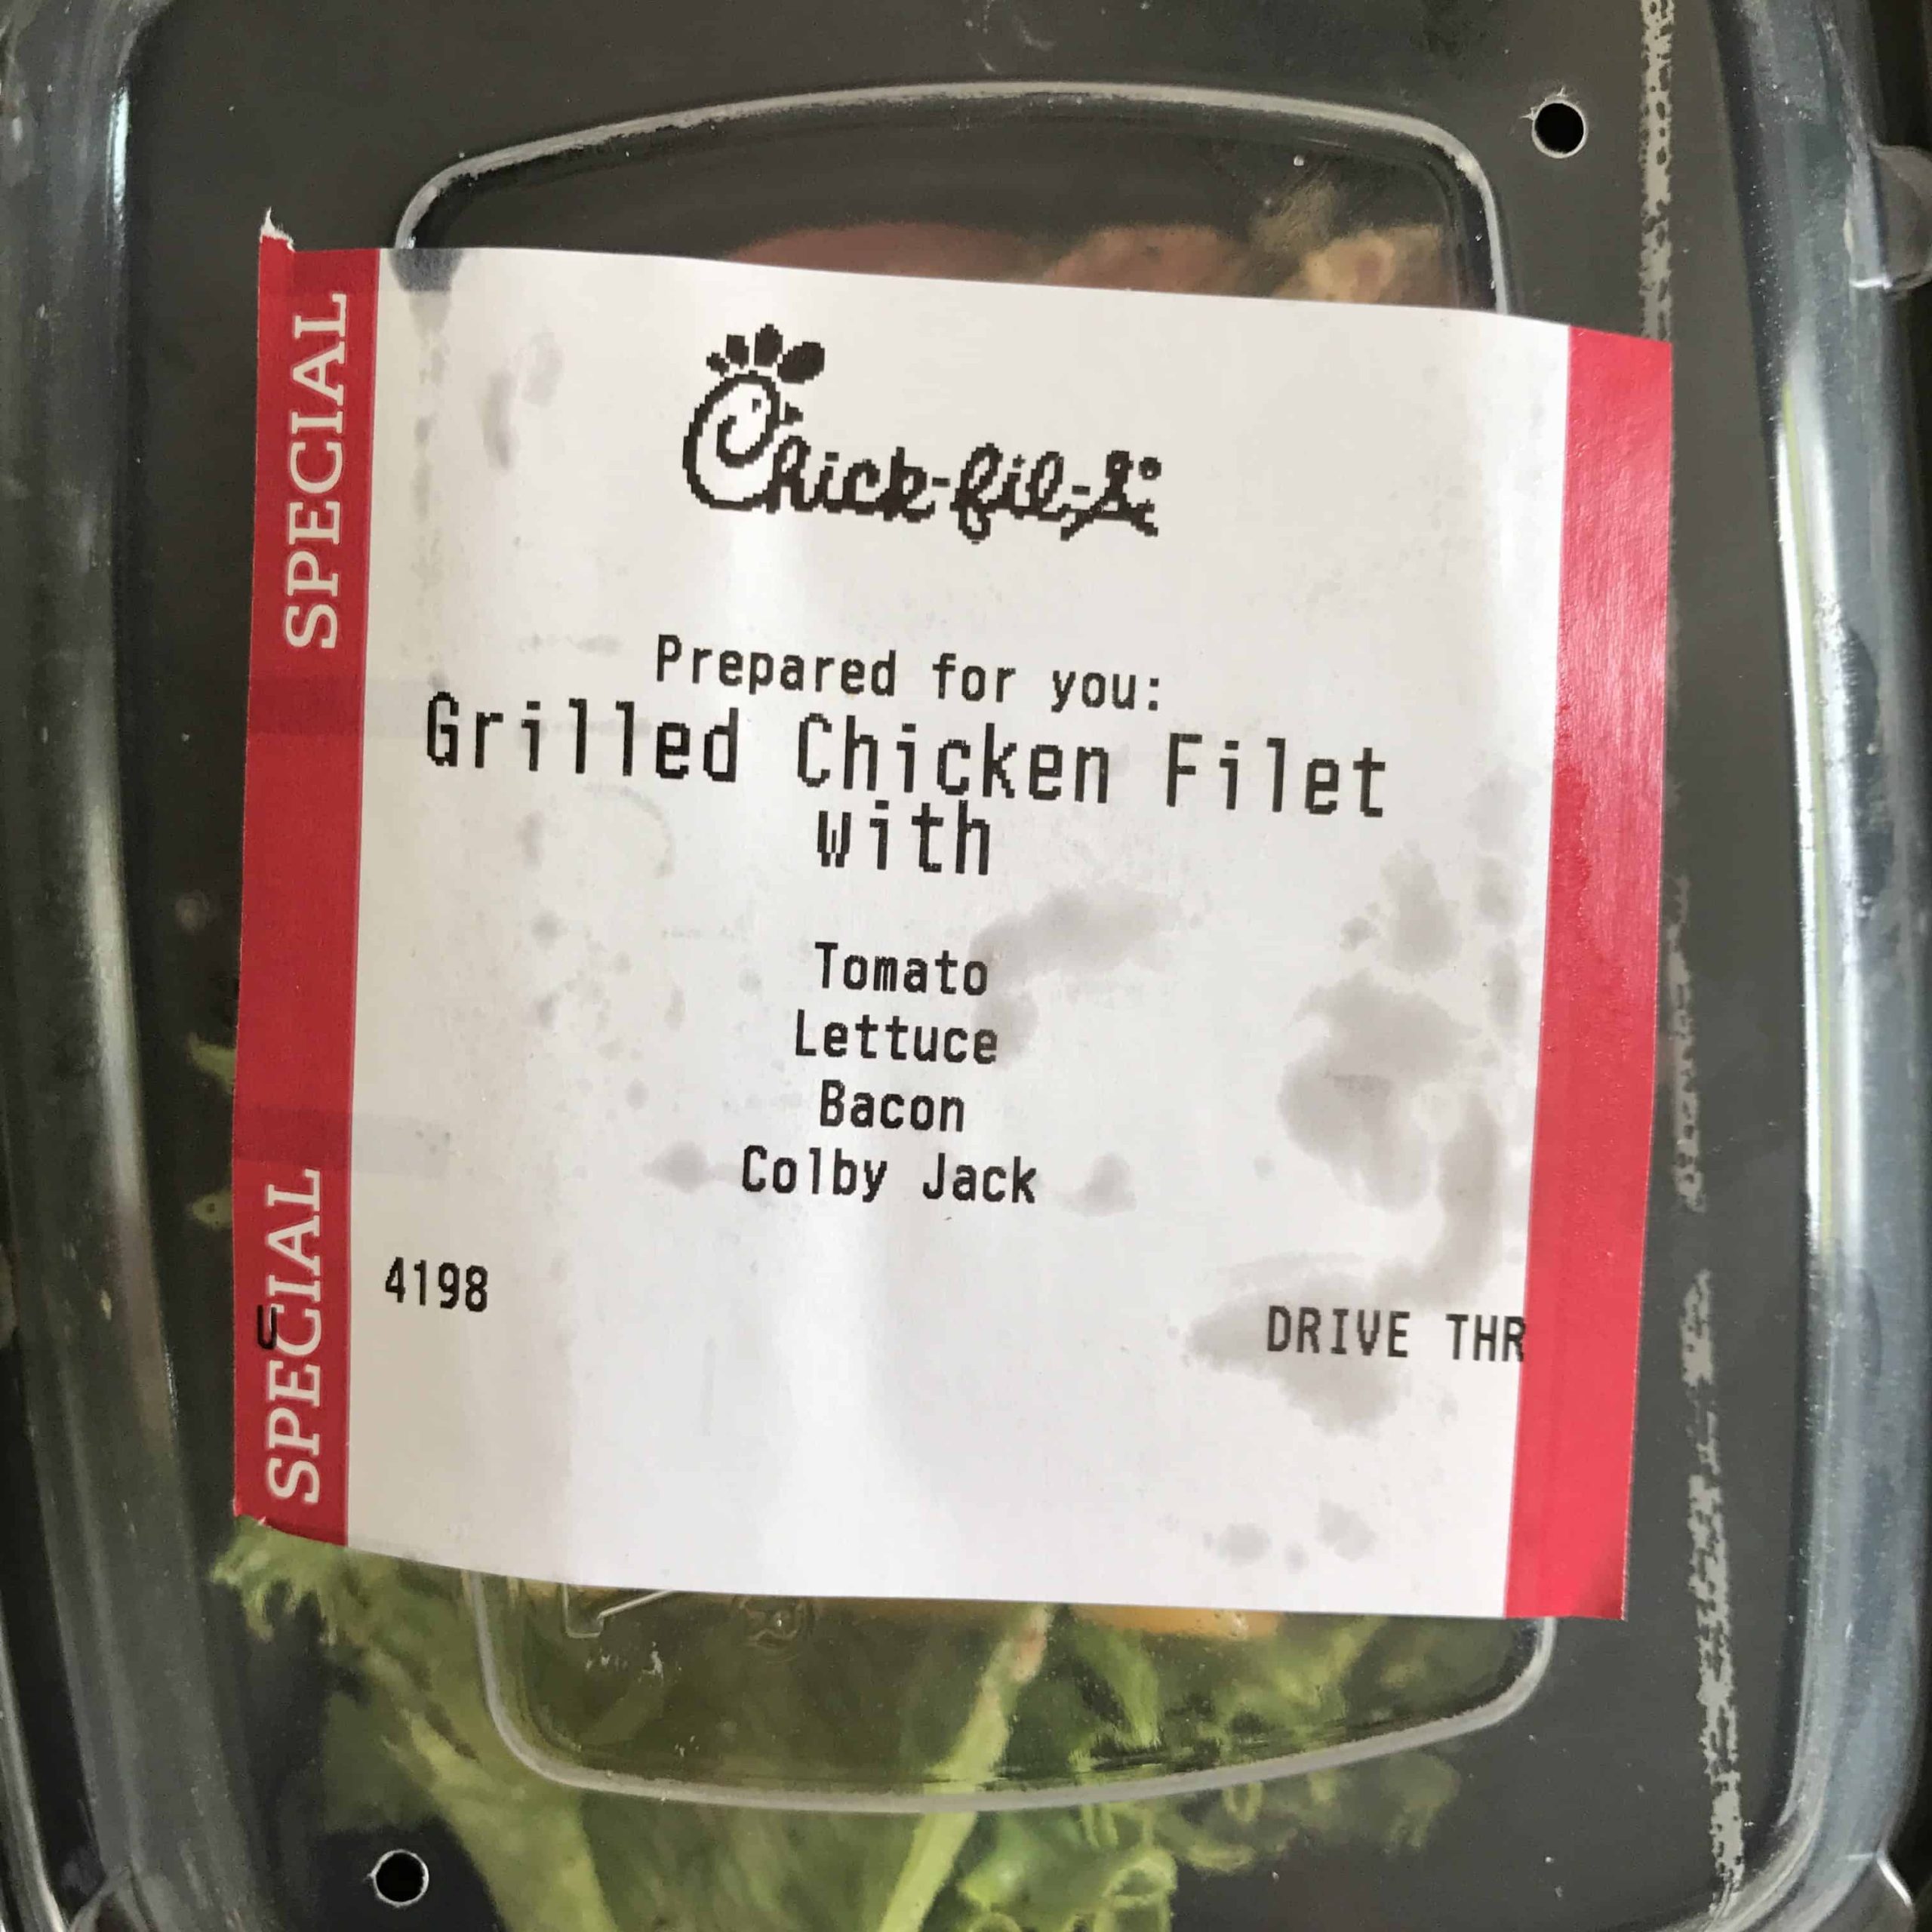 SPECIAL
Chick-fil-A
Prepared for you:
Grilled Chicken Filet
with
Tomato
Lettuce
Bacon
Colby Jack
4198
DRIVE THR
U
SPECIAL